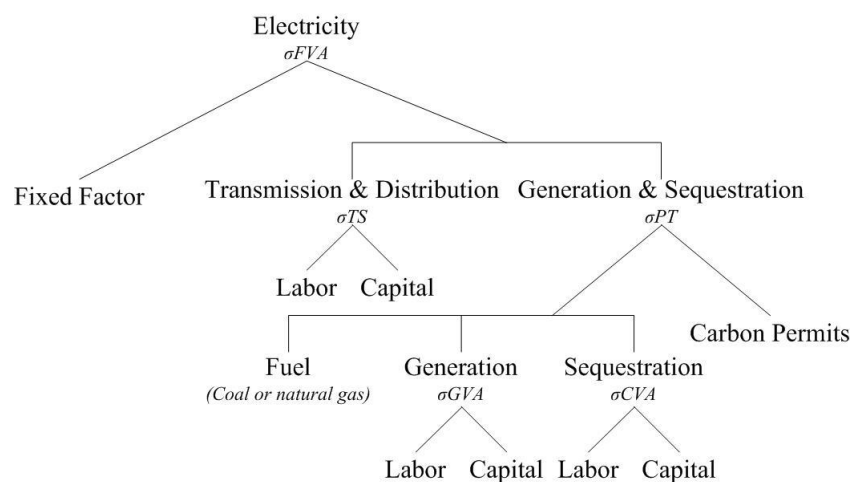 Electricity
σFVA
Fixed Factor
Transmission & Distribution
σTS
Generation & Sequestration
σPT
Labor
Capital
Carbon Permits
Fuel
(Coal or natural gas)
Generation
σGVA
Sequestration
σCVA
Labor
Capital
Labor
Capital